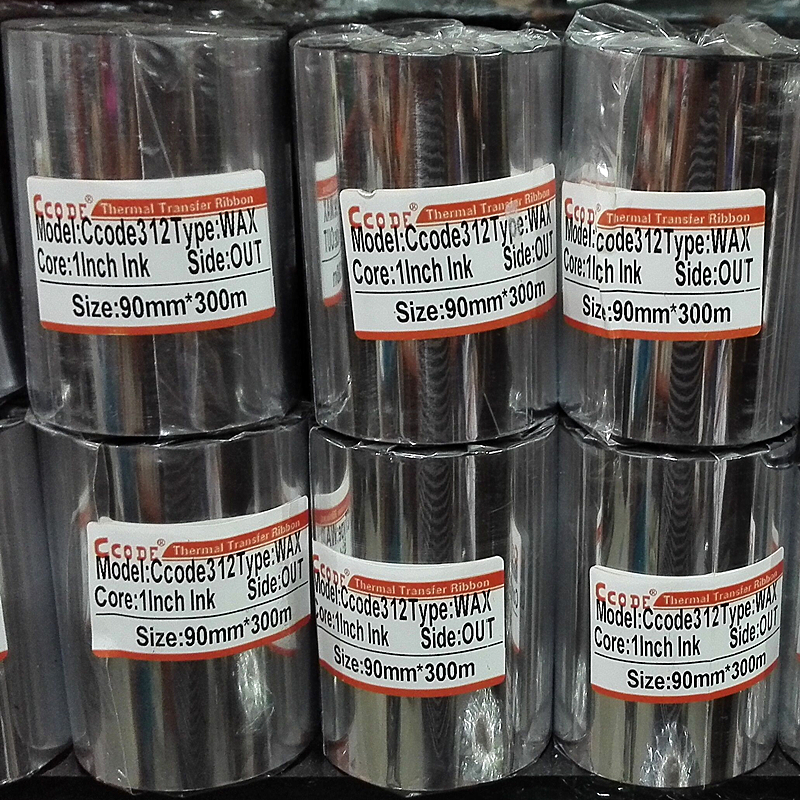 CCODE® Thermal Transfer Ribbon
Model:Ccode312Type:WAX
Core:1Inch Ink Side:OUT
Size:90mm*300m
CCODE® Thermal Transfer Ribbon
Model:Ccode312Type:WAX
Core:1Inch Ink Side:OUT
Size:90mm*300m
CCODE Thermal Transfer Ribbon
Model:Ccode312Type:WAX
Core:1Inch Ink Side:OUT
Size:90mm*300m
CCODE® Thermal Transfer Ribbon
Model:Ccode312Type:WAX
Core:1Inch Ink Side:OUT
Size:90mm*300m
CCODE® Thermal Transfer Ribbon
Model:Ccode312Type:WAX
Core:1Inch Ink Side:OUT
Size:90mm*300m
CCODE® Thermal Transfer Ribbon
Model:Ccode312Type:WAX
Core:1Inch Ink Side:OUT
Size:90mm*300m